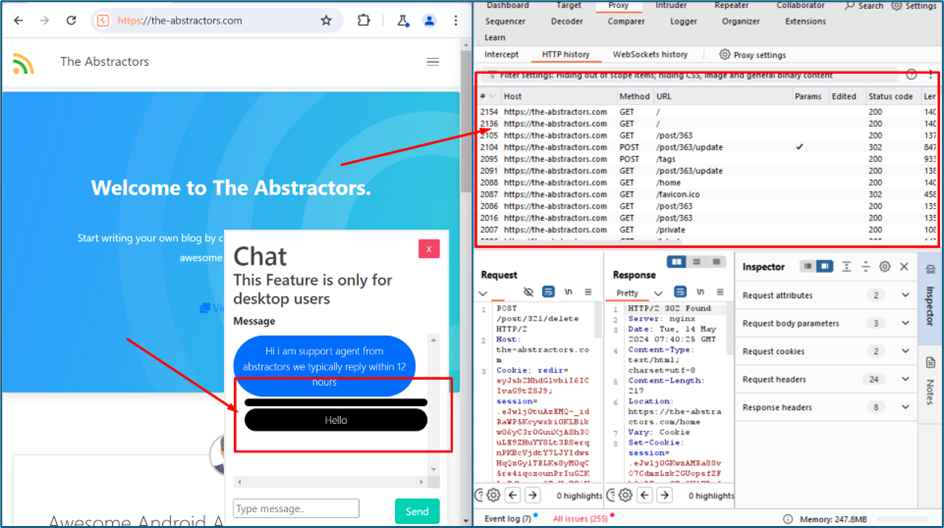 https://the-abstractors.com
The Abstractors
Welcome to The Abstractors.
Start writing your own blog by c
awesome
Vi
Chat
X
This Feature is only for
desktop users
Message
Hi i am support agent from
abstractors we typically reply within 12
hours
Hello
Type message..
Send
Awesome Android A
Dashboard Target Proxy Intruder Repeater Collaborator Search Settings
Sequencer Decoder Comparer Logger Organizer Extensions
Learn
Intercept HTTP history WebSockets history Proxy settings
Filter settings: Hiding out of scope items; hiding CSS, image and general binary content
# Host Method URL Params Edited Status code Ler
2154 https://the-abstractors.com GET / 200 140
2136 https://the-abstractors.com GET / 200 140
2105 https://the-abstractors.com GET /post/363 200 137
2104 https://the-abstractors.com POST /post/363/update ✓ 302 847
2095 https://the-abstractors.com POST /tags 200 933
2091 https://the-abstractors.com GET /post/363/update 200 138
2088 https://the-abstractors.com GET /home 200 140
2087 https://the-abstractors.com GET /favicon.ico 302 458
2086 https://the-abstractors.com GET /post/363 200 135
2016 https://the-abstractors.com GET /post/363 200 135
2007 https://the-abstractors.com GET /private 200 108
Request
\n
1 POST
/post/321/delete
HTTP/2
2 Host:
the-abstractors.co
m
3 Cookie: redir=
session=
Response
Pretty \n
1 HTTP/2 302 Found
2 Server: nginx
3 Date: Tue, 14 May
2024 07:40:25 GMT
4 Content-Type:
text/html;
charset=utf-8
5 Content-Length:
217
6 Location:
https://the-abstra
ctors.com/home
7 Vary: Cookie
8 Set-Cookie:
session=
Inspector
Request attributes 2
Request body parameters 3
Request cookies 2
Request headers 24
Response headers 8
Inspector
Notes
0 highlights
0 highlights
Event log (7) All issues (255)
Memory: 247.8MB